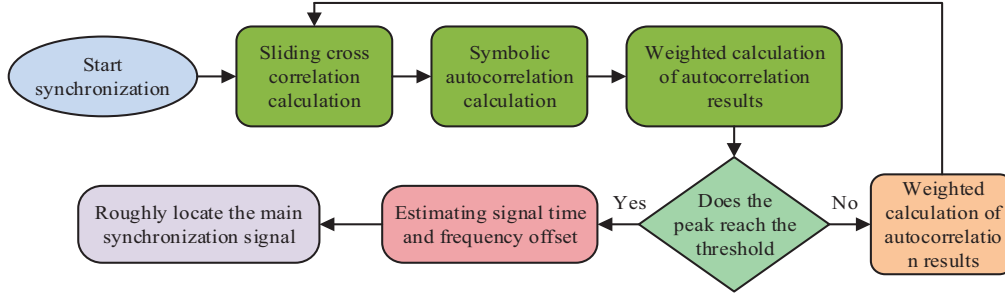 Start
synchronization
Sliding cross
correlation
calculation
Symbolic
autocorrelation
calculation
Weighted calculation
of autocorrelation
results
Does the
peak reach the
threshold
Yes
No
Estimating signal time
and frequency offset
Roughly locate the main
synchronization signal
Weighted
calculation of
autocorrelatio
n results